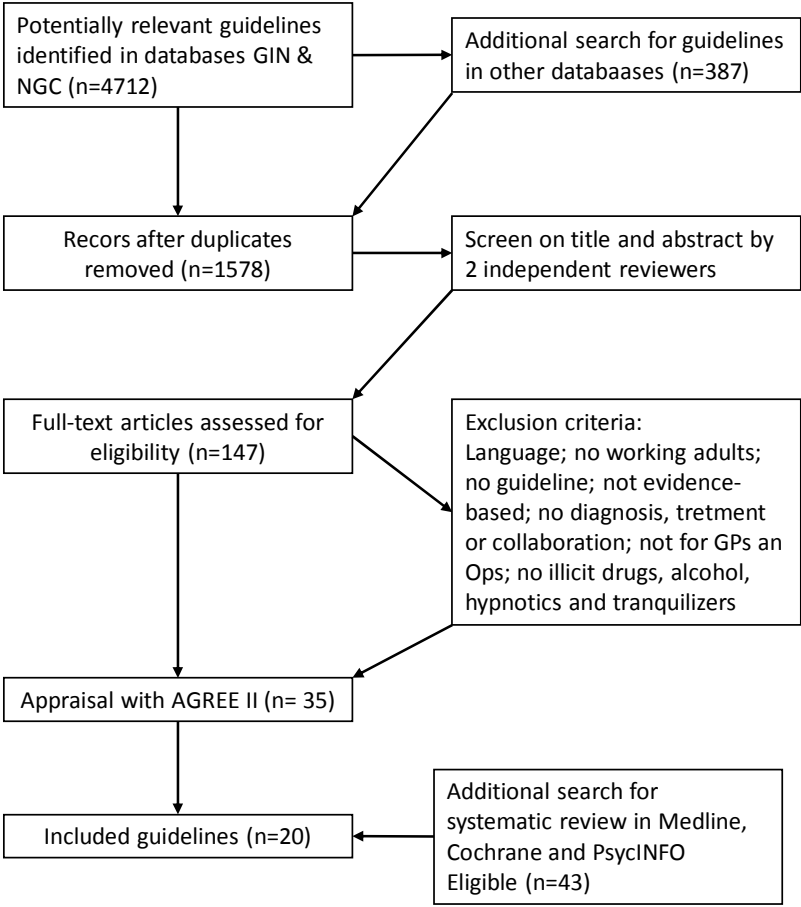 Potentially relevant guidelines
identified in databases GIN &
NGC (n=4712)
Additional search for guidelines
in other databaases (n=387)
Recors after duplicates
removed (n=1578)
Screen on title and abstract by
2 independent reviewers
Full-text articles assessed for
eligibility (n=147)
Exclusion criteria:
Language; no working adults;
no guideline; not evidence-
based; no diagnosis, tretment
or collaboration; not for GPs an
Ops; no illicit drugs, alcohol,
hypnotics and tranquilizers
Appraisal with AGREE II (n= 35)
Included guidelines (n=20)
Additional search for
systematic review in Medline,
Cochrane and PsycINFO
Eligible (n=43)